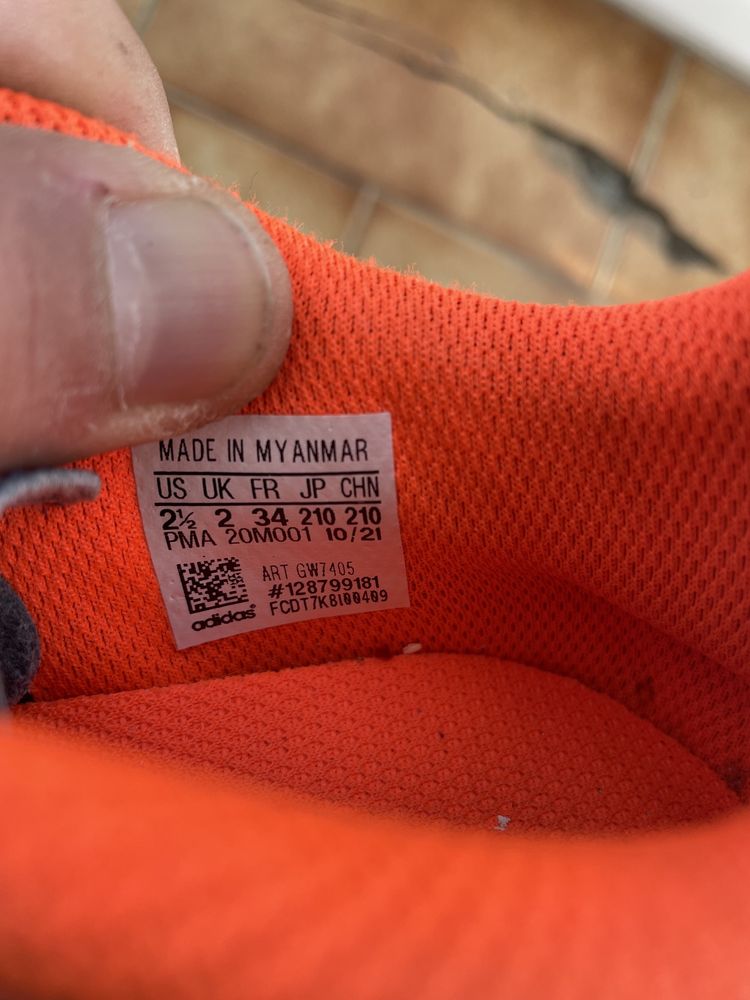 MADE IN MYANMAR
US UK FR JP CHN
2½ 2 34 210 210
PMA 20M001 10/21
ART GW7405
#128799181
FCDT7K8I00409
adidas